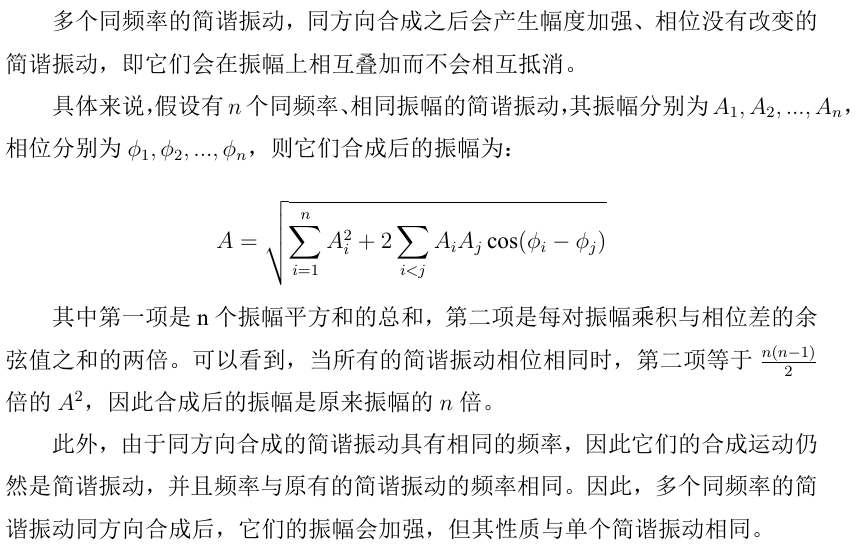 多个同频率的简谐振动，同方向合成之后会产生幅度加强、相位没有改变的
简谐振动，即它们会在振幅上相互叠加而不会相互抵消。
具体来说，假设有 n 个同频率、相同振幅的简谐振动，其振幅分别为 A₁, A₂, ..., Aₙ，
相位分别为 ϕ₁, ϕ₂, ..., ϕₙ，则它们合成后的振幅为：
$A = \sqrt{\sum_{i=1}^{n} A_i^2 + 2 \sum_{i<j} A_i A_j \cos(\phi_i - \phi_j)}$
其中第一项是 n 个振幅平方和的总和，第二项是每对振幅乘积与相位差的余
弦值之和的两倍。可以看到，当所有的简谐振动相位相同时，第二项等于 $\frac{n(n-1)}{2}$
倍的 A²，因此合成后的振幅是原来振幅的 n 倍。
此外，由于同方向合成的简谐振动具有相同的频率，因此它们的合成运动仍
然是简谐振动，并且频率与原有的简谐振动的频率相同。因此，多个同频率的简
谐振动同方向合成后，它们的振幅会加强，但其性质与单个简谐振动相同。